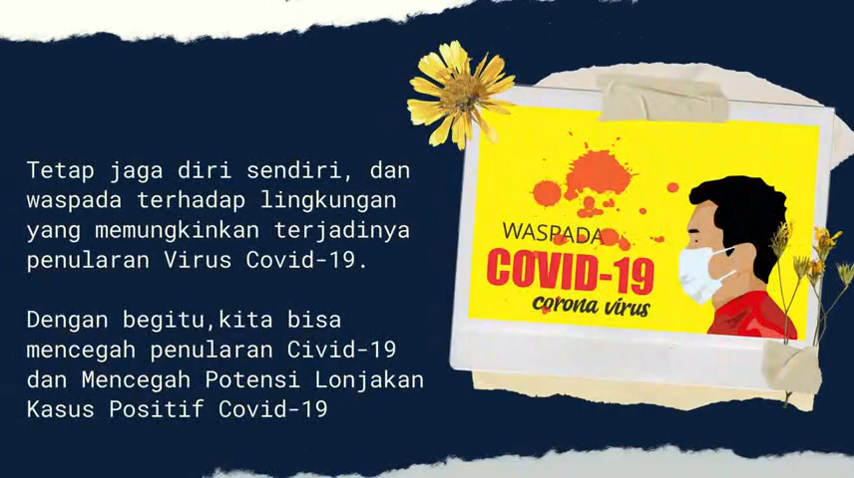 Tetap jaga diri sendiri, dan
waspada terhadap lingkungan
yang memungkinkan terjadinya
penularan Virus Covid-19.
Dengan begitu,kita bisa
mencegah penularan Civid-19
dan Mencegah Potensi Lonjakan
Kasus Positif Covid-19
WASPADA
COVID-19
corona virus